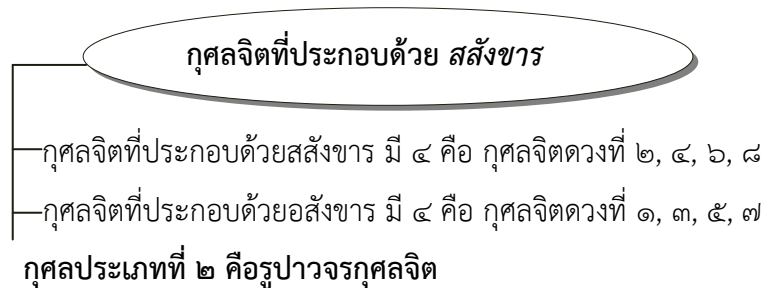 กุศลจิตที่ประกอบด้วย สสังขาร
กุศลจิตที่ประกอบด้วยสสังขาร มี ๔ คือ กุศลจิตดวงที่ ๒, ๔, ๖, ๘
กุศลจิตที่ประกอบด้วยอสังขาร มี ๔ คือ กุศลจิตดวงที่ ๑, ๓, ๕, ๗
กุศลประเภทที่ ๒ คือรูปาวจรกุศลจิต